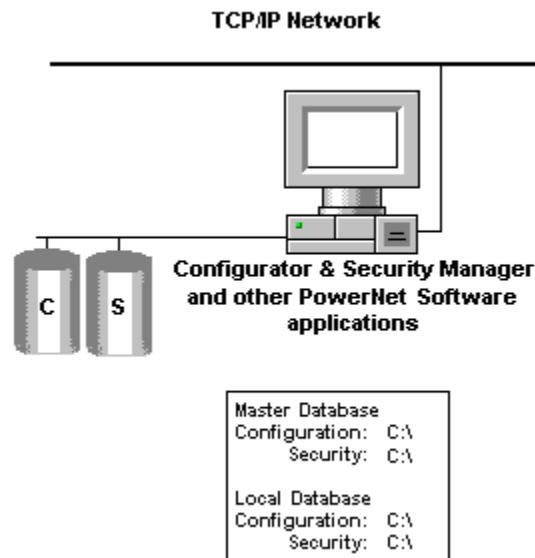 TCP/IP Network
C
S
Configurator & Security Manager
and other PowerNet Software
applications
Master Database
Configuration: C:\
Security: C:\
Local Database
Configuration: C:\
Security: C:\